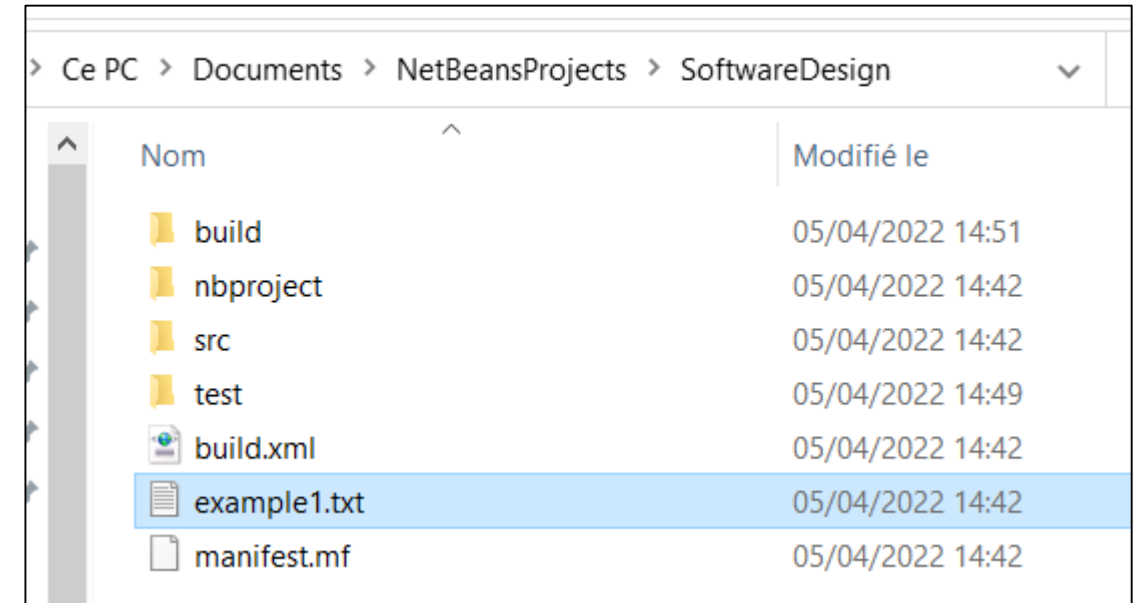 > Ce PC > Documents > NetBeansProjects > SoftwareDesign
Nom Modifié le
build 05/04/2022 14:51
nbproject 05/04/2022 14:42
src 05/04/2022 14:42
test 05/04/2022 14:49
build.xml 05/04/2022 14:42
example1.txt 05/04/2022 14:42
manifest.mf 05/04/2022 14:42